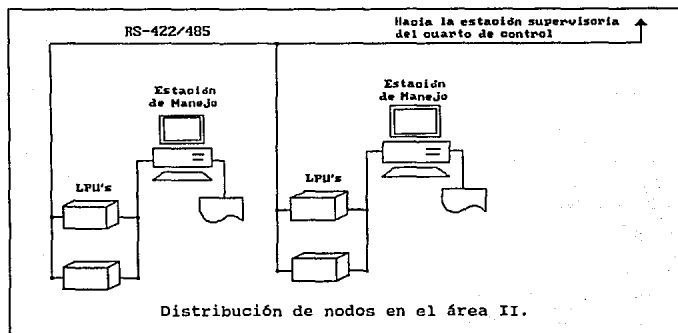 RS-422/485
Hacia la estación supervisoria
del cuarto de control
Estación
de Manejo
Estación
de Manejo
LPU's
LPU's
Distribución de nodos en el área II.